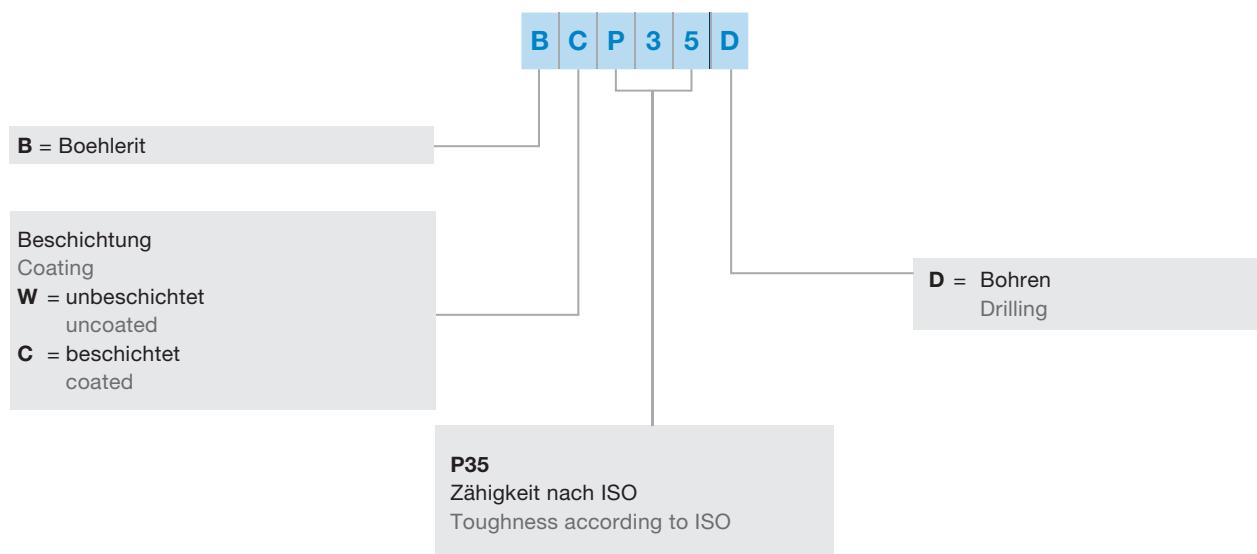 B C P 3 5 D
B = Boehlerit
Beschichtung
Coating
W = unbeschichtet
uncoated
C = beschichtet
coated
D = Bohren
Drilling
P35
Zähigkeit nach ISO
Toughness according to ISO